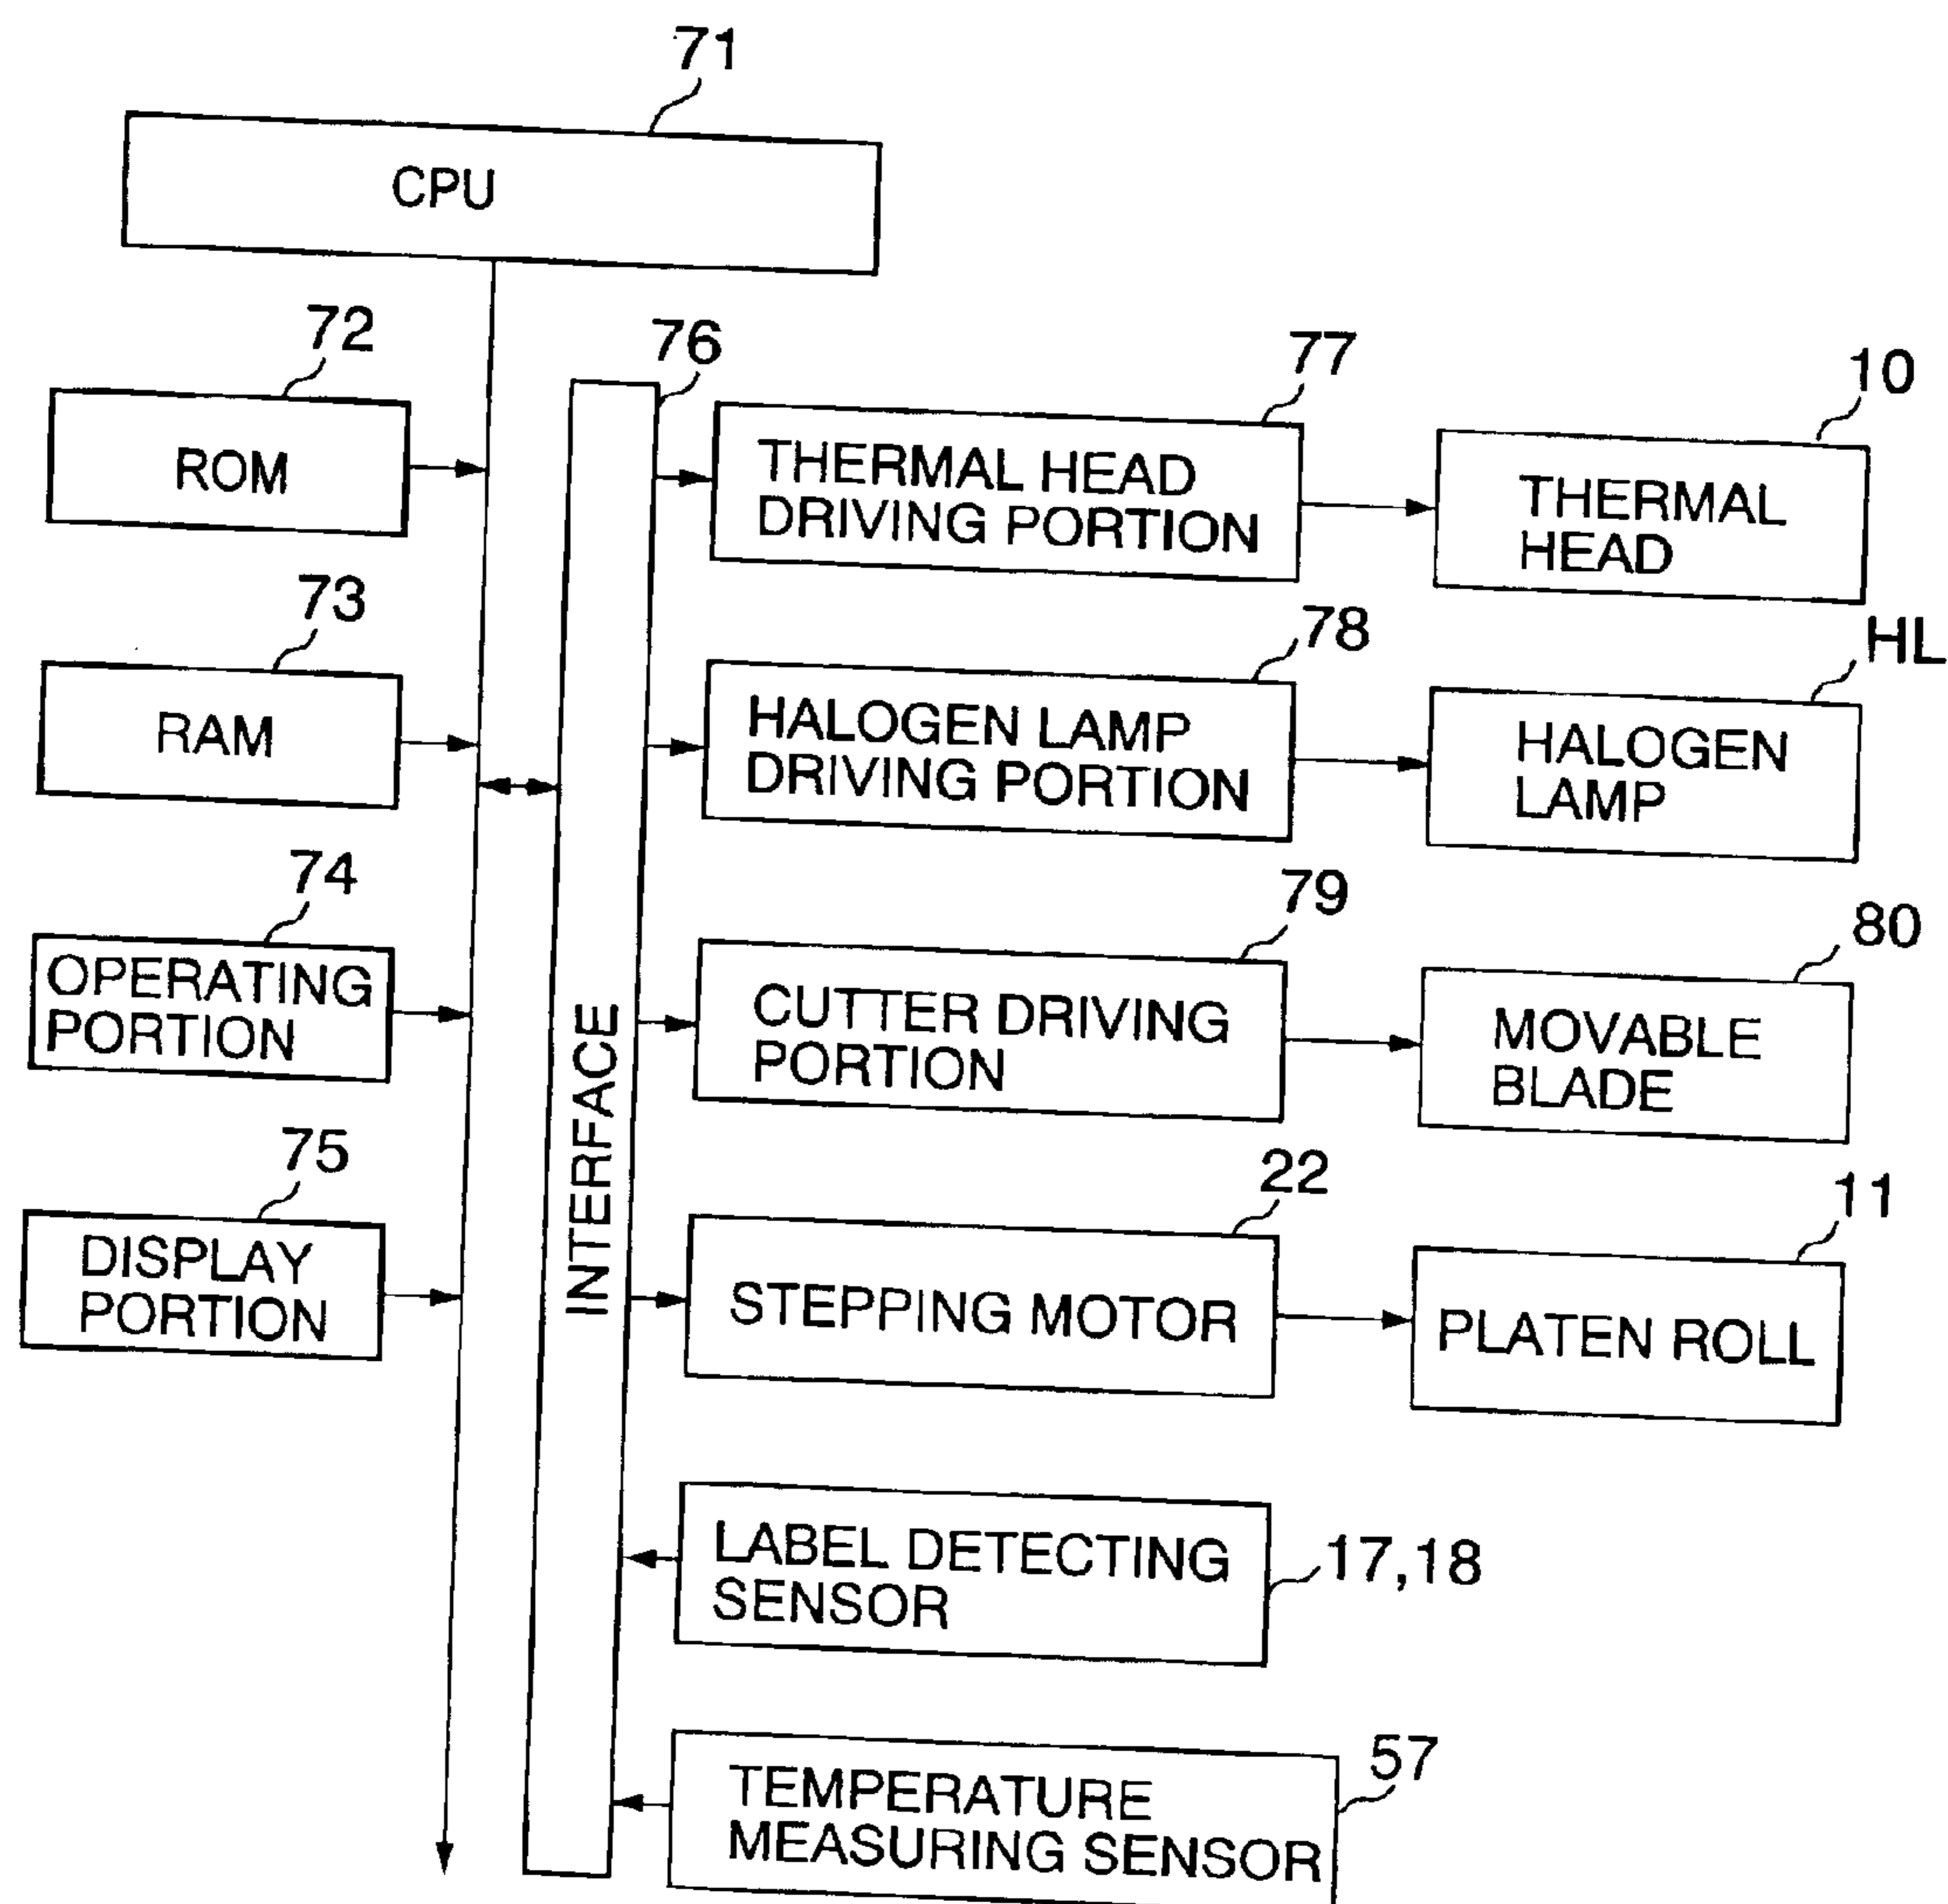 71
CPU
72
76
77
10
ROM
THERMAL HEAD
DRIVING PORTION
THERMAL
HEAD
73
78
HL
RAM
HALOGEN LAMP
DRIVING PORTION
HALOGEN
LAMP
74
79
80
OPERATING
PORTION
INTERFACE
CUTTER DRIVING
PORTION
MOVABLE
BLADE
75
22
11
DISPLAY
PORTION
STEPPING MOTOR
PLATEN ROLL
LABEL DETECTING
SENSOR
17,18
57
TEMPERATURE
MEASURING SENSOR